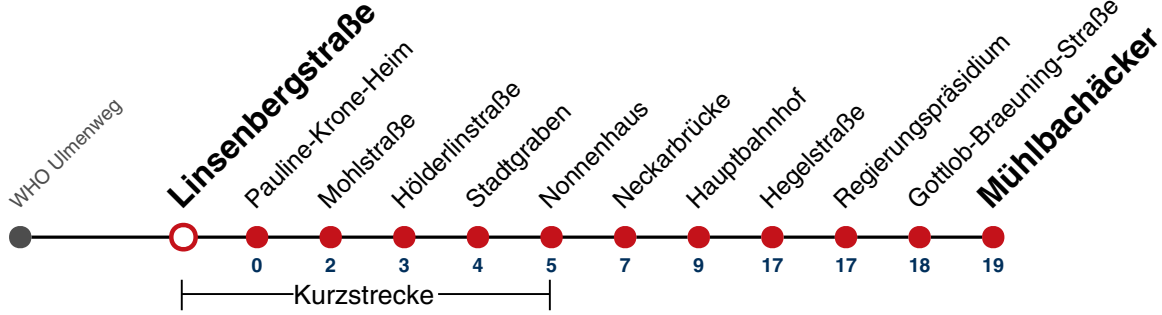 WHO Ulmenweg
Linsenbergstraße
Pauline-Krone-Heim
Mohlstraße
Hölderlinstraße
Stadtgraben
Nonnenhaus
Neckarbrücke
Hauptbahnhof
Hegelstraße
Regierungspräsidium
Gottlob-Braeuning-Straße
Mühlbachäcker
0 2 3 4 5 7 9 17 17 18 19
Kurzstrecke